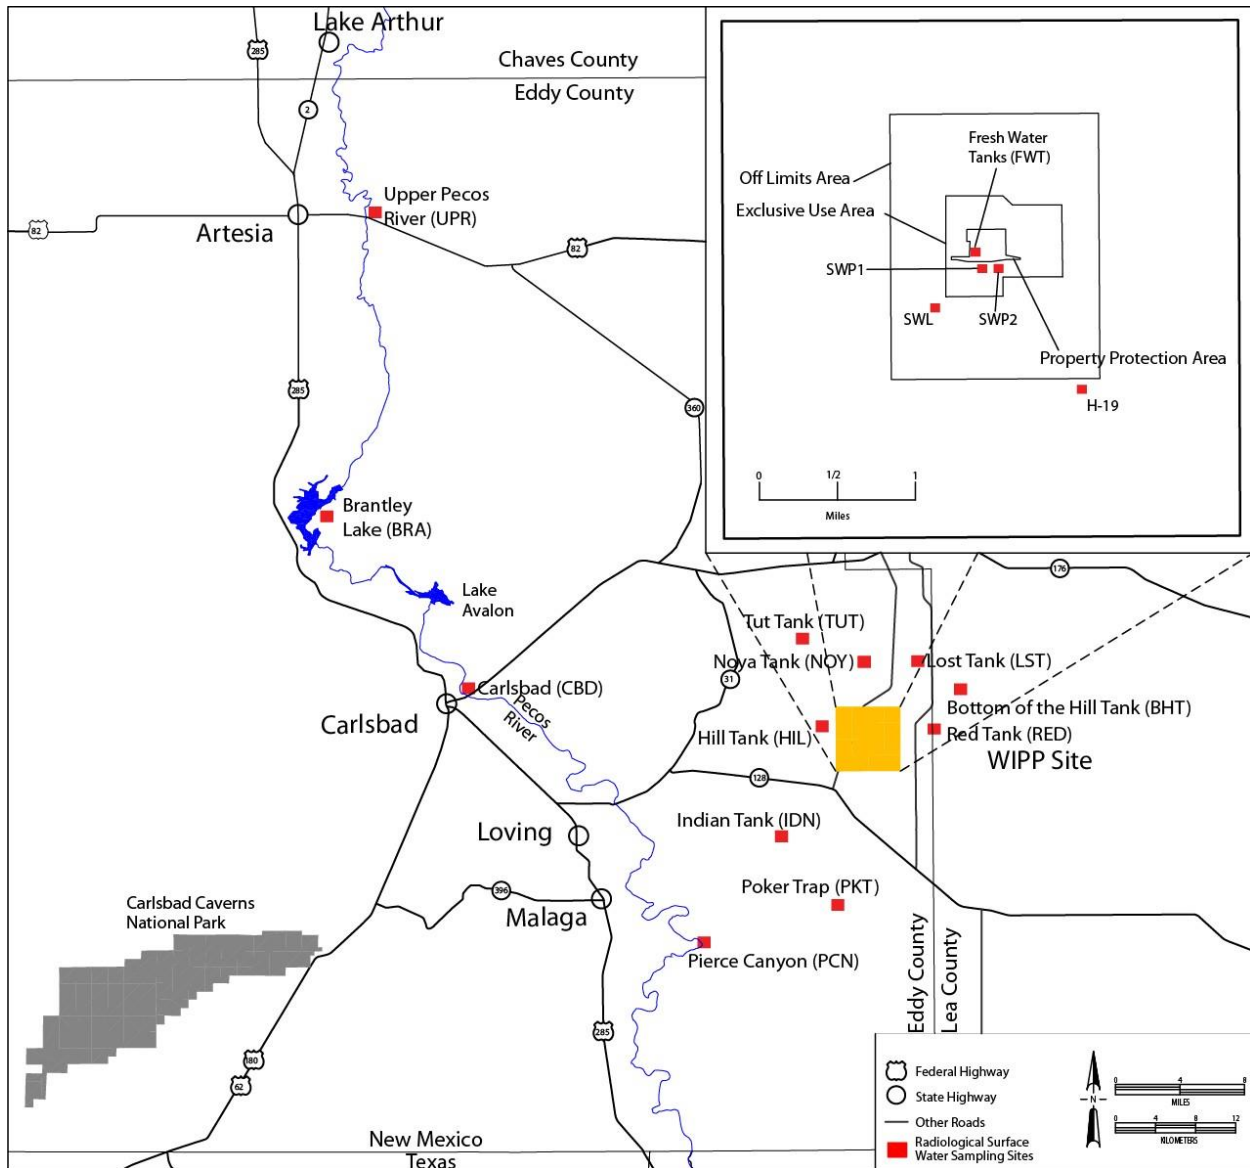 Lake Arthur
285
Chaves County
Eddy County
2
Upper Pecos
River (UPR)
Artesia
82
82
285
360
Brantley
Lake (BRA)
Lake
Avalon
Carlsbad (CBD)
Pecos
River
Carlsbad
31
Tut Tank (TUT)
Noya Tank (NOY)
Lost Tank (LST)
176
Bottom of the Hill Tank (BHT)
Hill Tank (HIL)
Red Tank (RED)
WIPP Site
128
Loving
Indian Tank (IDN)
396
Malaga
Poker Trap (PKT)
Pierce Canyon (PCN)
Carlsbad Caverns
National Park
285
180
62
Eddy County
Lea County
New Mexico
Texas
Fresh Water
Tanks (FWT)
Off Limits Area
Exclusive Use Area
SWP1
SWL
SWP2
Property Protection Area
H-19
0 1/2 1
Miles
Federal Highway
State Highway
Other Roads
Radiological Surface
Water Sampling Sites
N
0 4 8
MILES
0 4 8 12
KILOMETERS